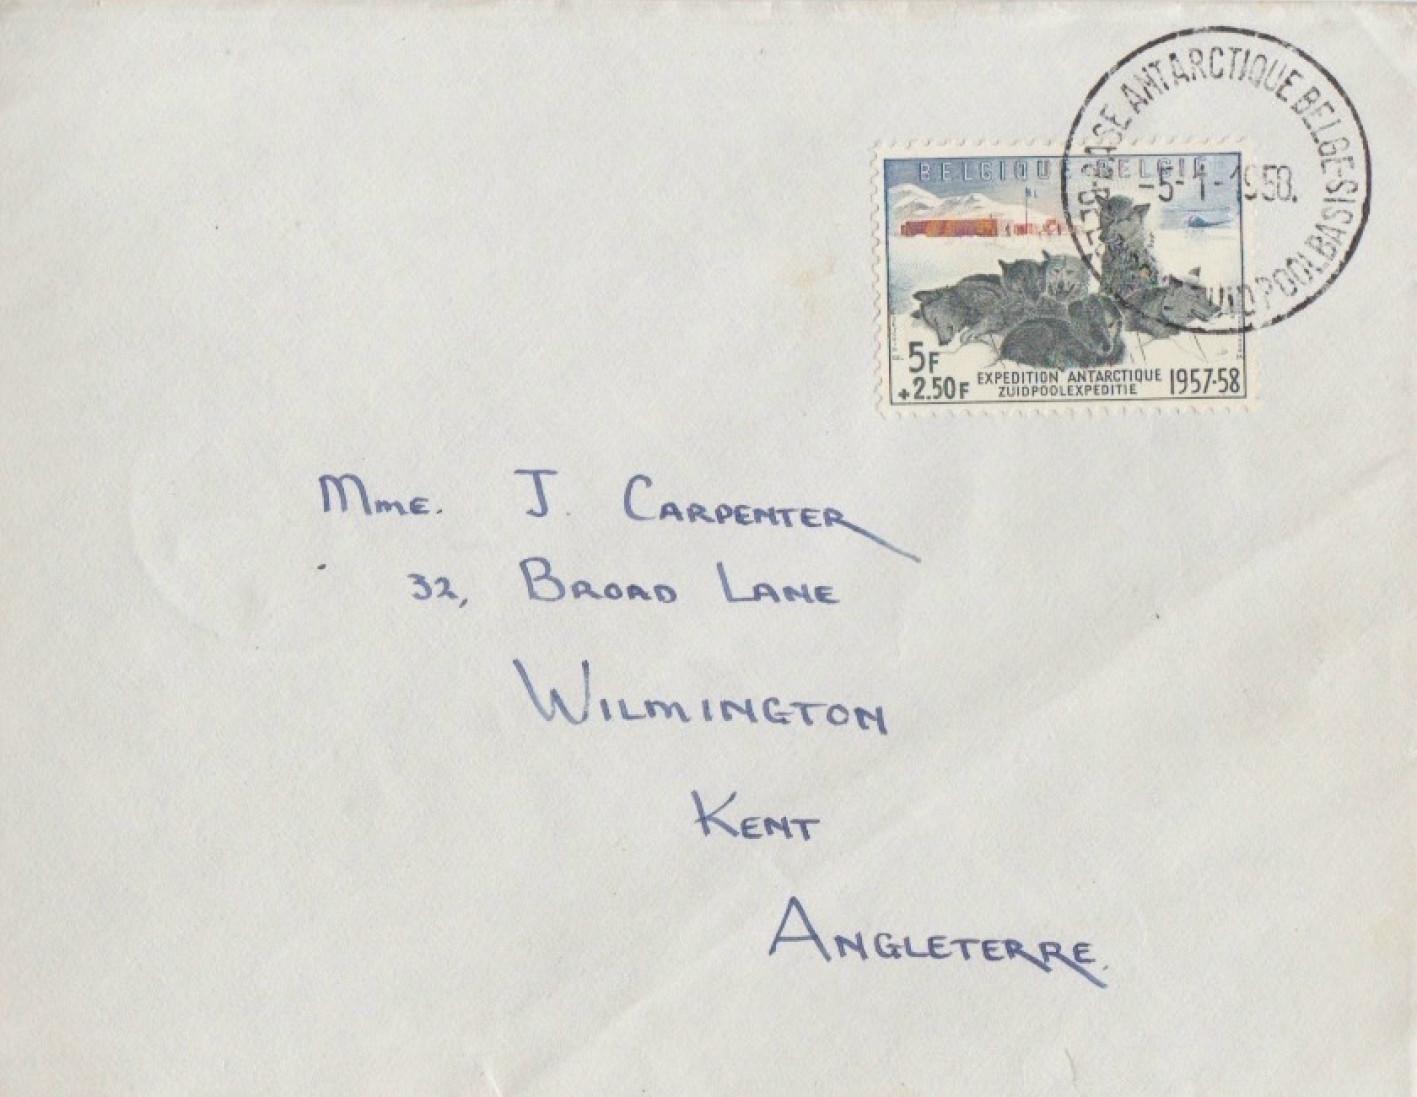 BASE ANTARCTIQUE BELGE-
ZUIDPOOLBASIS
-5-1-1958.
BELGIQUE-BELGIE
5F
+2.50F
EXPEDITION ANTARCTIQUE
ZUIDPOOLEXPEDITIE
1957-58
Mme. J. CARPENTER
32, BROAD LANE
WILMINGTON
KENT
ANGLETERRE.